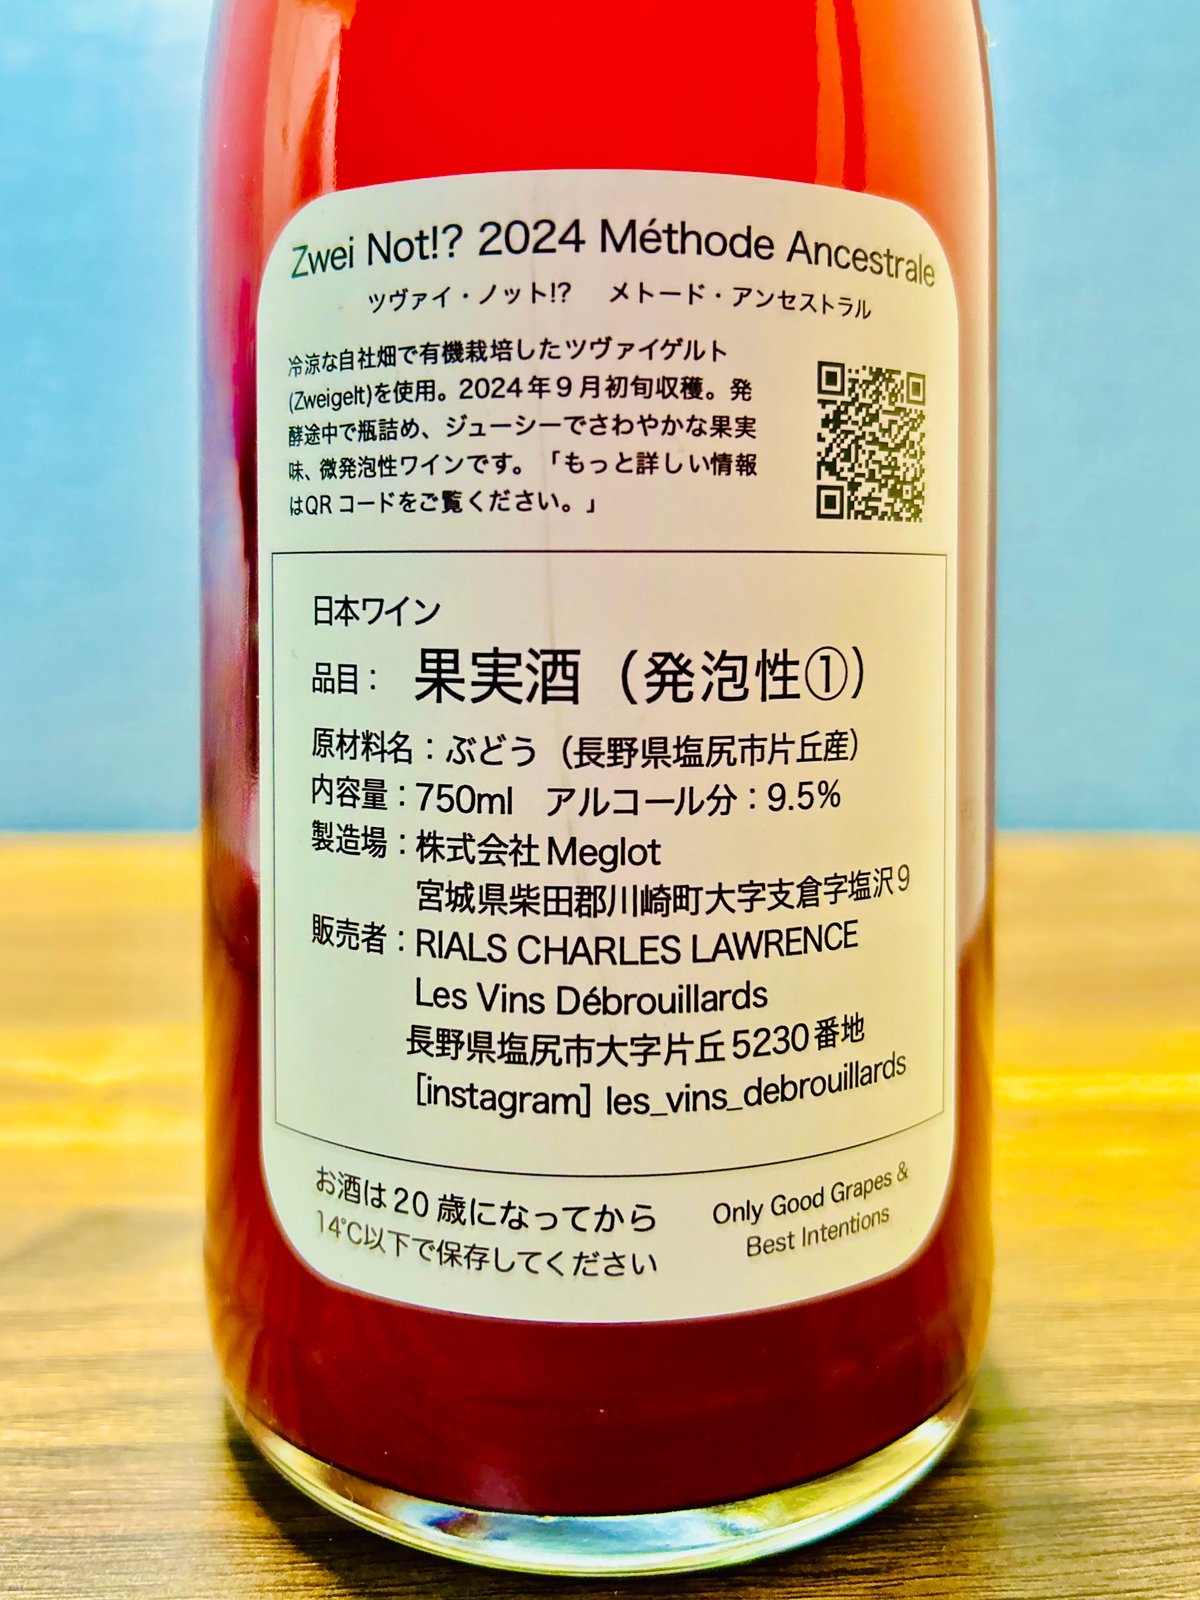 Zwei Not!? 2024 Méthode Ancestrale
ツヴァイ・ノット!? メトード・アンセストラル
冷涼な自社畑で有機栽培したツヴァイゲルト
(Zweigelt)を使用。2024年9月初旬収穫。発
酵途中で瓶詰め、ジューシーでさわやかな果実
味、微発泡性ワインです。「もっと詳しい情報
はQRコードをご覧ください。」
日本ワイン
品目： 果実酒（発泡性①）
原材料名：ぶどう（長野県塩尻市片丘産）
内容量：750ml アルコール分：9.5%
製造場：株式会社Meglot
宮城県柴田郡川崎町大字支倉字塩沢9
販売者：RIALS CHARLES LAWRENCE
Les Vins Débrouillards
長野県塩尻市大字片丘5230番地
[instagram] les_vins_debrouillards
お酒は20歳になってから
14℃以下で保存してください
Only Good Grapes &
Best Intentions